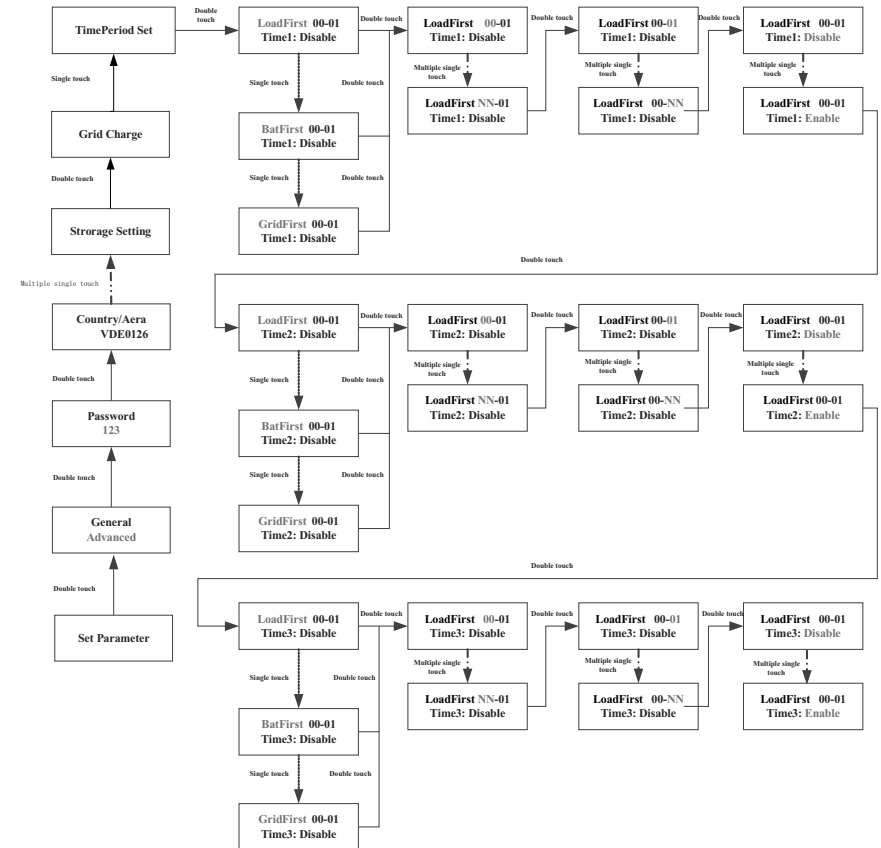 TimePeriod Set
Double
touch
LoadFirst 00-01
Time1: Disable
Double touch
LoadFirst 00-01
Time1: Disable
Double touch
LoadFirst 00-01
Time1: Disable
Double touch
LoadFirst 00-01
Time1: Disable
Single touch
Single touch
Double touch
Multiple single
touch
Multiple single
touch
Multiple single
touch
LoadFirst NN-01
Time1: Disable
LoadFirst 00-NN
Time1: Disable
LoadFirst 00-01
Time1: Enable
Grid Charge
BatFirst 00-01
Time1: Disable
Double touch
Single touch
Double touch
Strorage Setting
GridFirst 00-01
Time1: Disable
Double touch
Multiple single touch
Country/Aera
VDE0126
LoadFirst 00-01
Time2: Disable
Double touch
LoadFirst 00-01
Time2: Disable
Double touch
LoadFirst 00-01
Time2: Disable
Double touch
LoadFirst 00-01
Time2: Disable
Double touch
Single touch
Double touch
Multiple single
touch
Multiple single
touch
Multiple single
touch
LoadFirst NN-01
Time2: Disable
LoadFirst 00-NN
Time2: Disable
LoadFirst 00-01
Time2: Enable
Password
123
BatFirst 00-01
Time2: Disable
Double touch
Single touch
Double touch
General
Advanced
GridFirst 00-01
Time2: Disable
Double touch
Double touch
Set Parameter
LoadFirst 00-01
Time3: Disable
Double touch
LoadFirst 00-01
Time3: Disable
Double touch
LoadFirst 00-01
Time3: Disable
Double touch
LoadFirst 00-01
Time3: Disable
Single touch
Double touch
Multiple single
touch
Multiple single
touch
Multiple single
touch
LoadFirst NN-01
Time3: Disable
LoadFirst 00-NN
Time3: Disable
LoadFirst 00-01
Time3: Enable
BatFirst 00-01
Time3: Disable
Single touch
Double touch
GridFirst 00-01
Time3: Disable